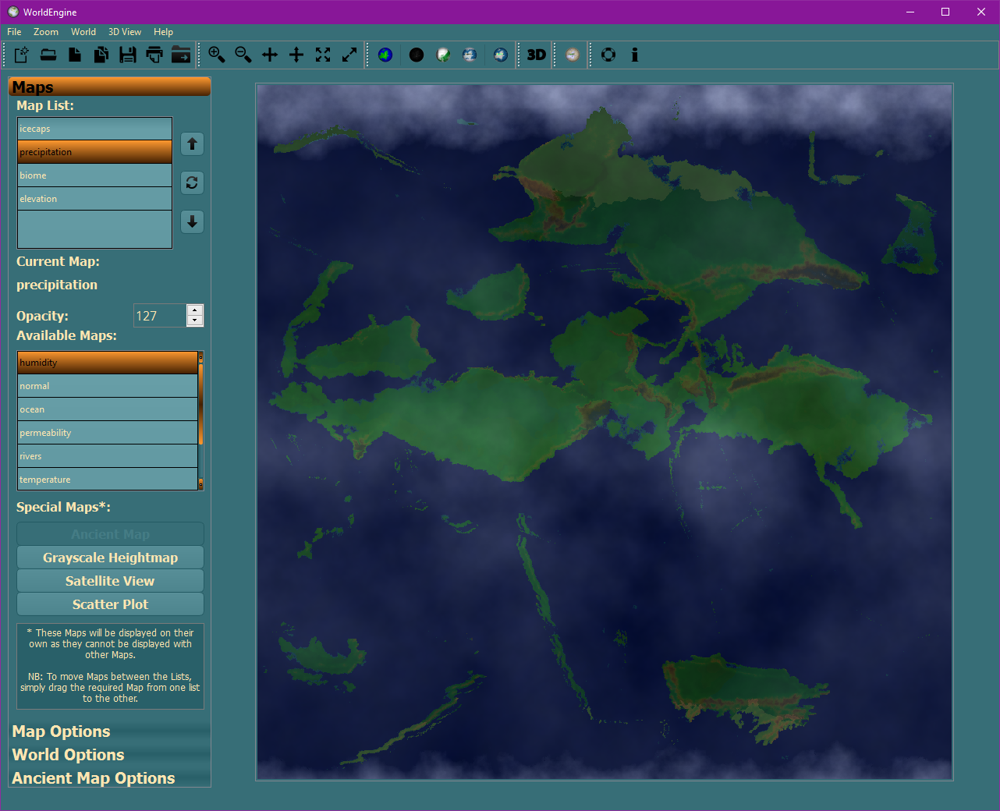 WorldEngine
File Zoom World 3D View Help
3D
Maps
Map List:
icecaps
precipitation
biome
elevation
Current Map:
precipitation
Opacity: 127
Available Maps:
humidity
normal
ocean
permeability
rivers
temperature
Special Maps*:
Ancient Map
Grayscale Heightmap
Satellite View
Scatter Plot
* These Maps will be displayed on their
own as they cannot be displayed with
other Maps.
NB: To move Maps between the Lists,
simply drag the required Map from one list
to the other.
Map Options
World Options
Ancient Map Options